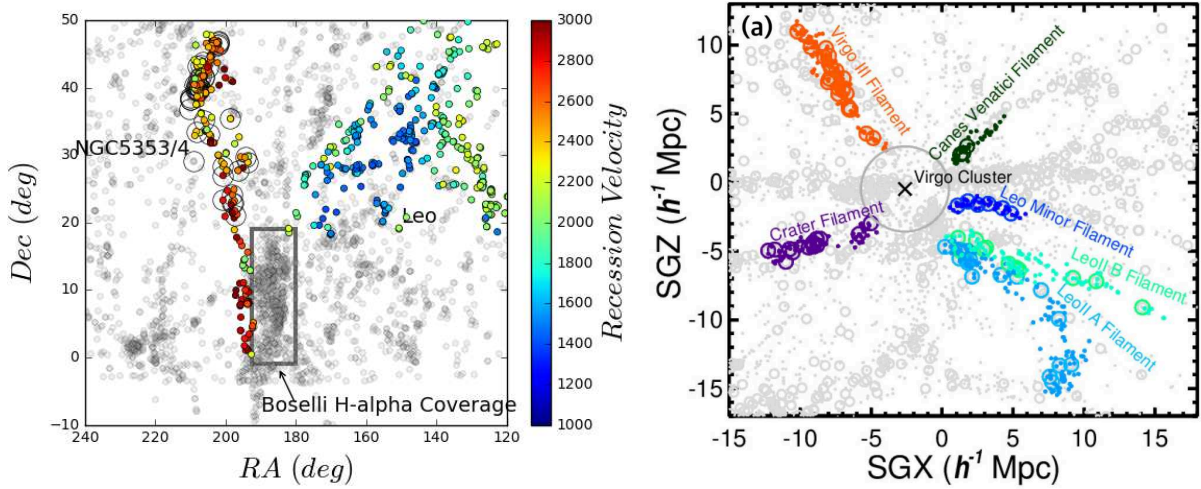 50
40
30
20
10
0
−10
240
220
200
180
160
140
120
Dec (deg)
RA (deg)
NGC5353/4
Leo
Boselli H-alpha Coverage
3000
2800
2600
2400
2200
2000
1800
1600
1400
1200
1000
Recession Velocity
(a)
10
5
0
-5
-10
-15
-15
-10
-5
0
5
10
15
SGZ (h⁻¹ Mpc)
SGX (h⁻¹ Mpc)
Virgo III Filament
Canes Venatici Filament
Virgo Cluster
Leo Minor Filament
Crater Filament
LeoII B Filament
LeoII A Filament